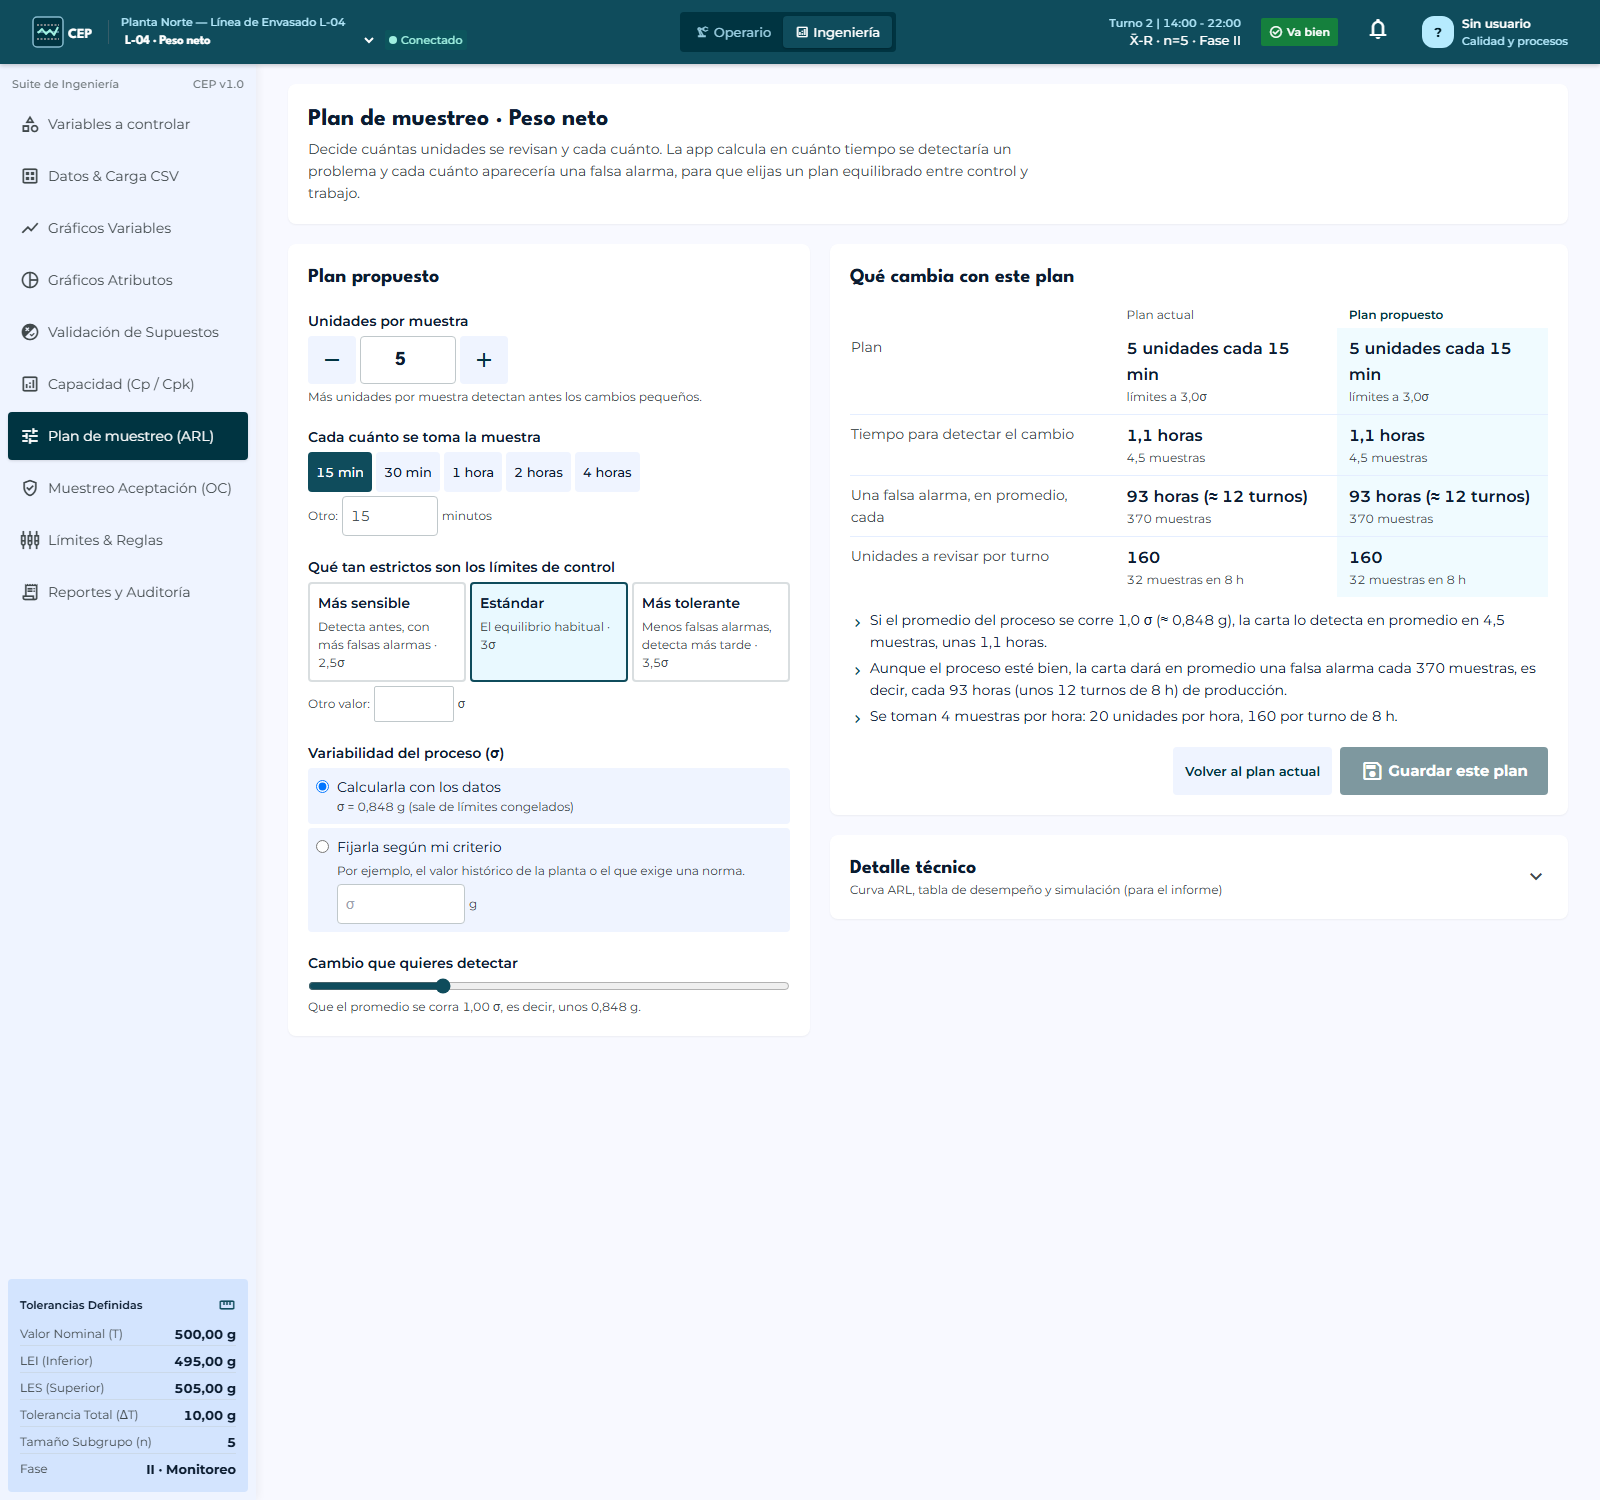 CEP
Planta Norte — Línea de Envasado L-04
L-04 · Peso neto
Conectado
Operario
Ingeniería
Turno 2 | 14:00 - 22:00
X̄-R · n=5 · Fase II
Va bien
?
Sin usuario
Calidad y procesos
Suite de Ingeniería
CEP v1.0
Variables a controlar
Datos & Carga CSV
Gráficos Variables
Gráficos Atributos
Validación de Supuestos
Capacidad (Cp / Cpk)
Plan de muestreo (ARL)
Muestreo Aceptación (OC)
Límites & Reglas
Reportes y Auditoría
Tolerancias Definidas
Valor Nominal (T) 500,00 g
LEI (Inferior) 495,00 g
LES (Superior) 505,00 g
Tolerancia Total (ΔT) 10,00 g
Tamaño Subgrupo (n) 5
Fase II · Monitoreo
Plan de muestreo · Peso neto
Decide cuántas unidades se revisan y cada cuánto. La app calcula en cuánto tiempo se detectaría un
problema y cada cuánto aparecería una falsa alarma, para que elijas un plan equilibrado entre control y
trabajo.
Plan propuesto
Unidades por muestra
− 5 +
Más unidades por muestra detectan antes los cambios pequeños.
Cada cuánto se toma la muestra
15 min 30 min 1 hora 2 horas 4 horas
Otro: 15 minutos
Qué tan estrictos son los límites de control
Más sensible
Detecta antes, con
más falsas alarmas ·
2,5σ
Estándar
El equilibrio habitual ·
3σ
Más tolerante
Menos falsas alarmas,
detecta más tarde ·
3,5σ
Otro valor: σ
Variabilidad del proceso (σ)
Calcularla con los datos
σ = 0,848 g (sale de límites congelados)
Fijarla según mi criterio
Por ejemplo, el valor histórico de la planta o el que exige una norma.
σ g
Cambio que quieres detectar
Que el promedio se corra 1,00 σ, es decir, unos 0,848 g.
Qué cambia con este plan
Plan actual Plan propuesto
Plan
5 unidades cada 15
min
límites a 3,0σ
5 unidades cada 15
min
límites a 3,0σ
Tiempo para detectar el cambio
1,1 horas
4,5 muestras
1,1 horas
4,5 muestras
Una falsa alarma, en promedio,
cada
93 horas (≈ 12 turnos)
370 muestras
93 horas (≈ 12 turnos)
370 muestras
Unidades a revisar por turno
160
32 muestras en 8 h
160
32 muestras en 8 h
› Si el promedio del proceso se corre 1,0 σ (≈ 0,848 g), la carta lo detecta en promedio en 4,5
muestras, unas 1,1 horas.
› Aunque el proceso esté bien, la carta dará en promedio una falsa alarma cada 370 muestras, es
decir, cada 93 horas (unos 12 turnos de 8 h) de producción.
› Se toman 4 muestras por hora: 20 unidades por hora, 160 por turno de 8 h.
Volver al plan actual
Guardar este plan
Detalle técnico
Curva ARL, tabla de desempeño y simulación (para el informe)